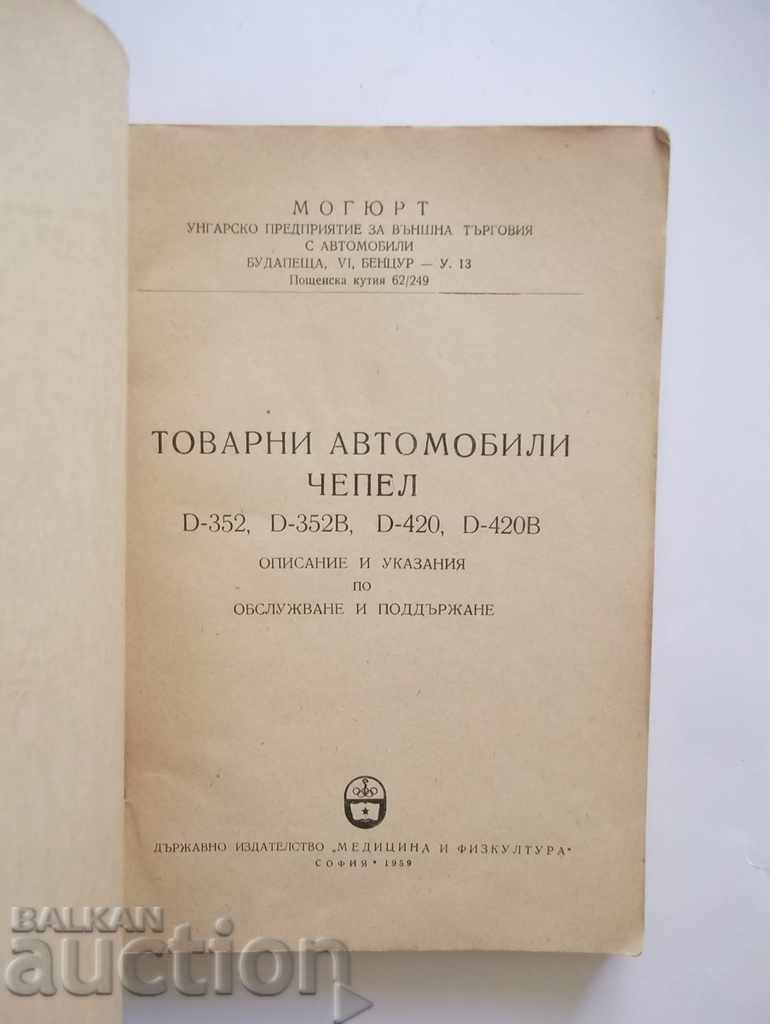 МОГЮРТ
УНГАРСКО ПРЕДПРИЯТИЕ ЗА ВЪНШНА ТЪРГОВИЯ
С АВТОМОБИЛИ
БУДАПЕЩА, VI, БЕНЦУР — У. 13
Пощенска кутия 62/249
ТОВАРНИ АВТОМОБИЛИ
ЧЕПЕЛ
D-352, D-352B, D-420, D-420B
ОПИСАНИЕ И УКАЗАНИЯ
ПО
ОБСЛУЖВАНЕ И ПОДДЪРЖАНЕ
ДЪРЖАВНО ИЗДАТЕЛСТВО „МЕДИЦИНА И ФИЗКУЛТУРА"
СОФИЯ * 1959
BALKAN
auction